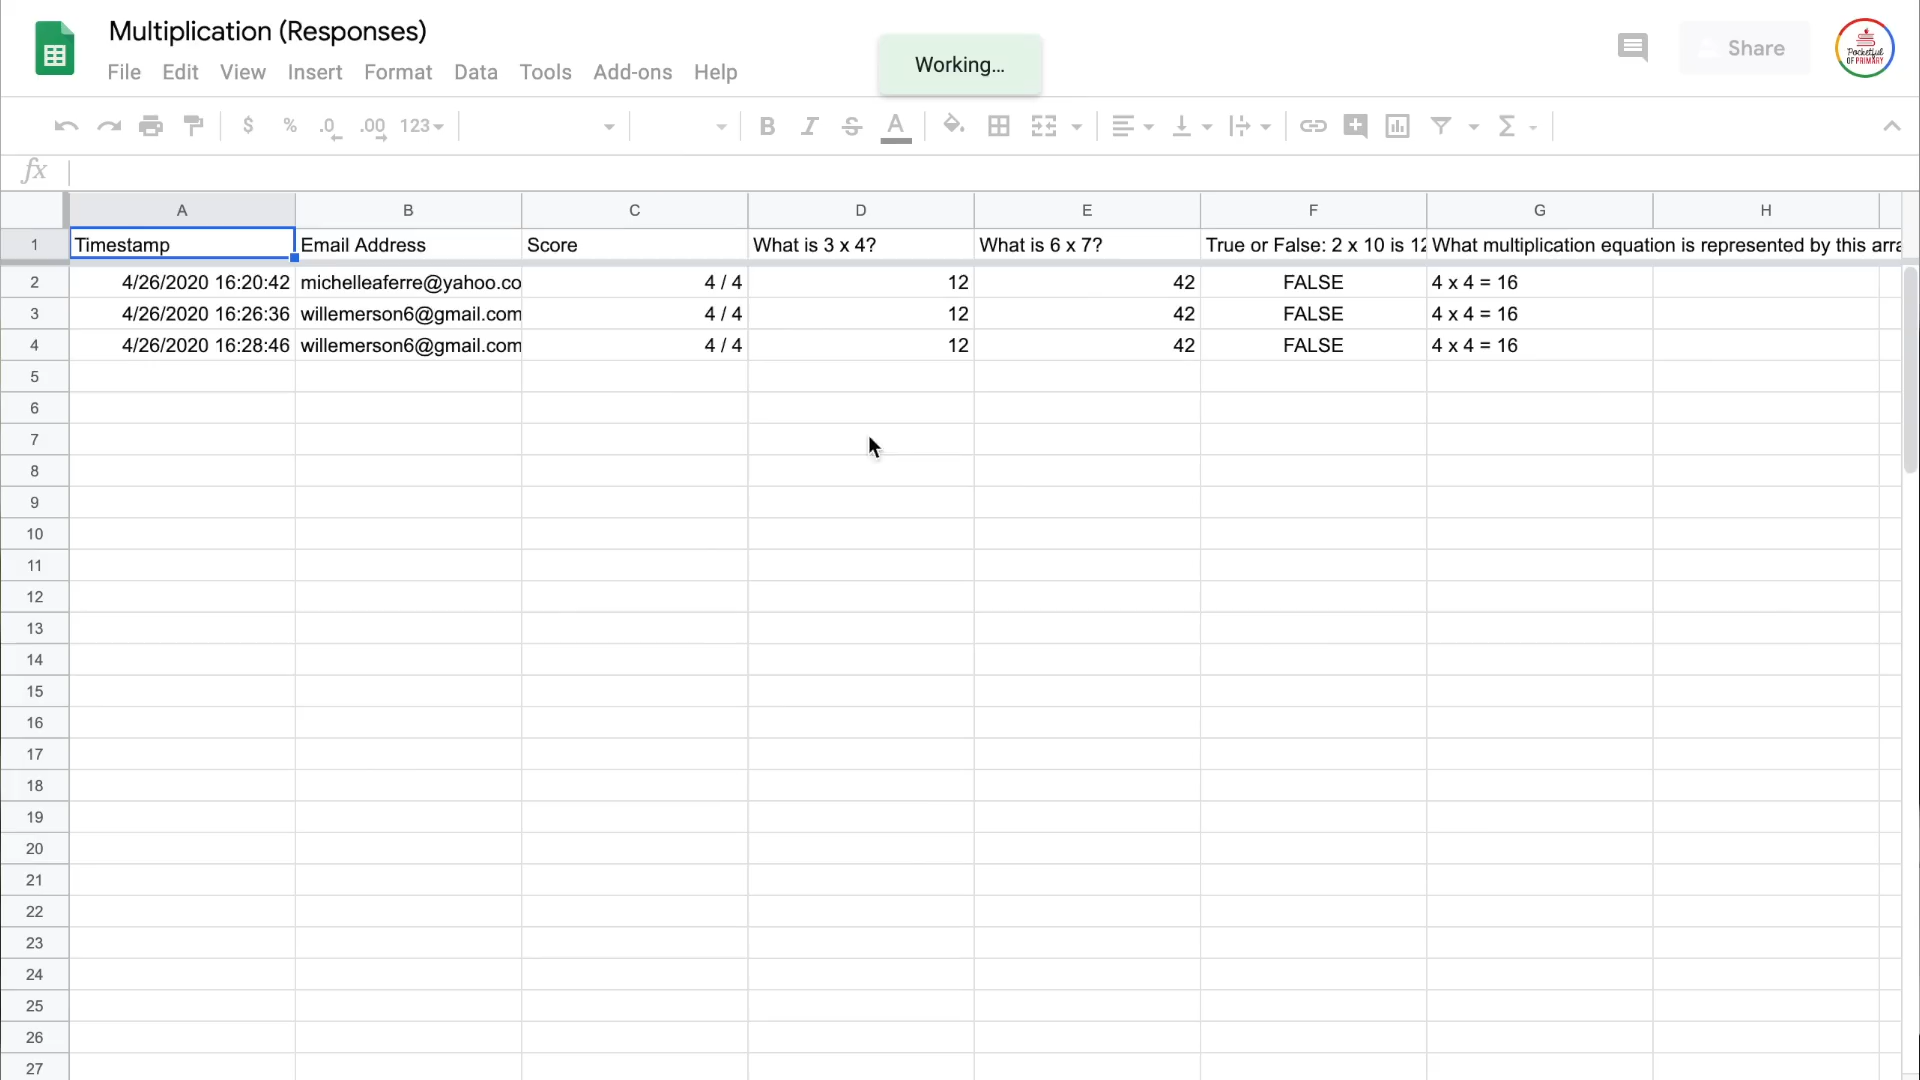 Multiplication (Responses)
File Edit View Insert Format Data Tools Add-ons Help
Working...
Share
Pocketful
OF PRIMARY
$ % .0 .00 123 B I S A Σ
fx
A B C D E F G H
1 Timestamp Email Address Score What is 3 x 4? What is 6 x 7? True or False: 2 x 10 is 12 What multiplication equation is represented by this arra
2 4/26/2020 16:20:42 michelleaferre@yahoo.co 4 / 4 12 42 FALSE 4 x 4 = 16
3 4/26/2020 16:26:36 willemerson6@gmail.com 4 / 4 12 42 FALSE 4 x 4 = 16
4 4/26/2020 16:28:46 willemerson6@gmail.com 4 / 4 12 42 FALSE 4 x 4 = 16
5
6
7
8
9
10
11
12
13
14
15
16
17
18
19
20
21
22
23
24
25
26
27